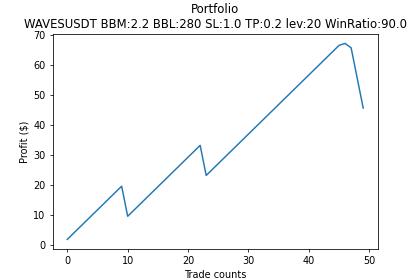 Portfolio
WAVESUSDT BBM:2.2 BBL:280 SL:1.0 TP:0.2 lev:20 WinRatio:90.0
70
60
50
40
30
20
10
0
Profit ($)
0 10 20 30 40 50
Trade counts